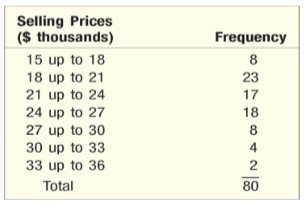 Selling Prices
($ thousands) Frequency
15 up to 18 8
18 up to 21 23
21 up to 24 17
24 up to 27 18
27 up to 30 8
30 up to 33 4
33 up to 36 2
Total 80